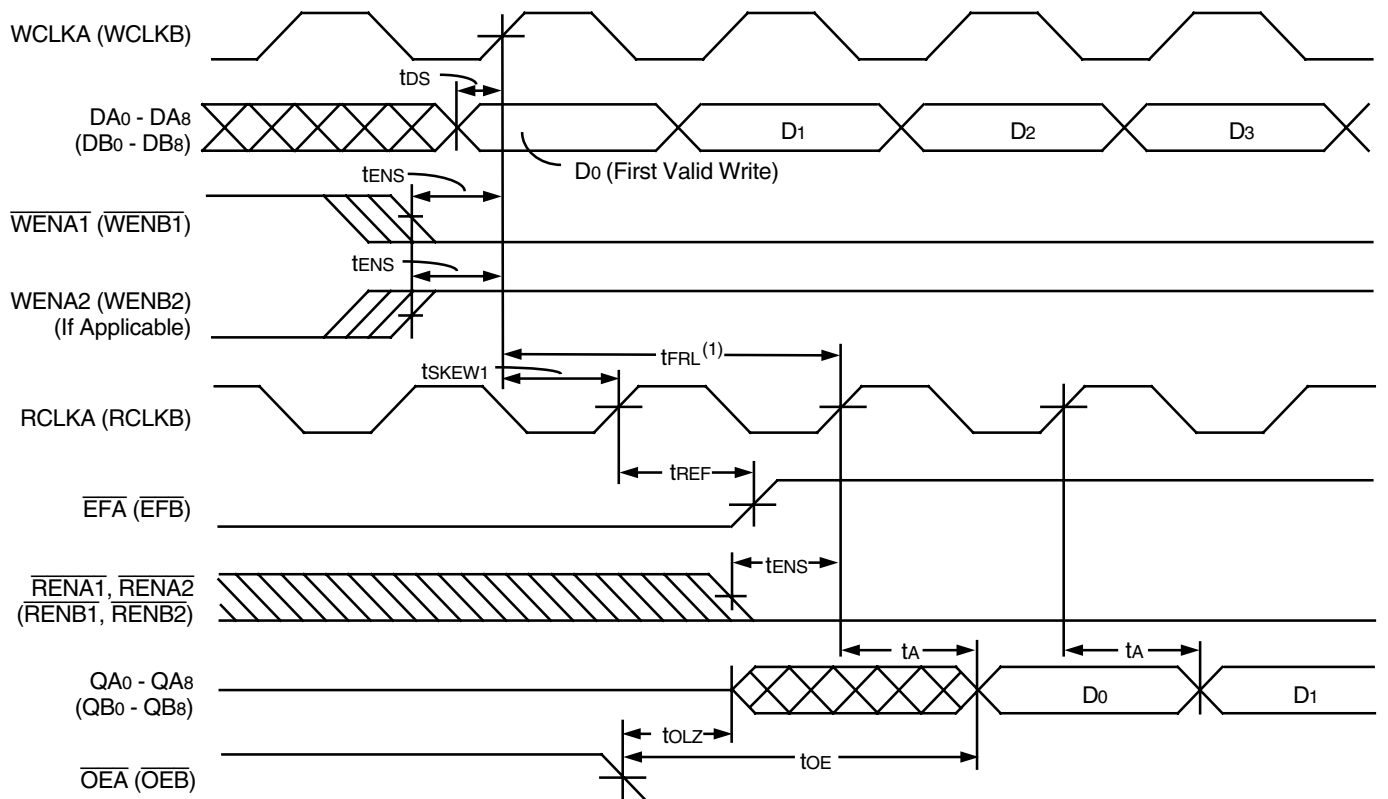 WCLKA (WCLKB)
tDS
DA0 - DA8
(DB0 - DB8)
D1
D2
D3
D0 (First Valid Write)
tENS
WENA1 (WENB1)
tENS
WENA2 (WENB2)
(If Applicable)
tFRL(1)
tSKEW1
RCLKA (RCLKB)
tREF
EFA (EFB)
tENS
RENA1, RENA2
(RENB1, RENB2)
tA
tA
QA0 - QA8
(QB0 - QB8)
D0
D1
tOLZ
tOE
OEA (OEB)